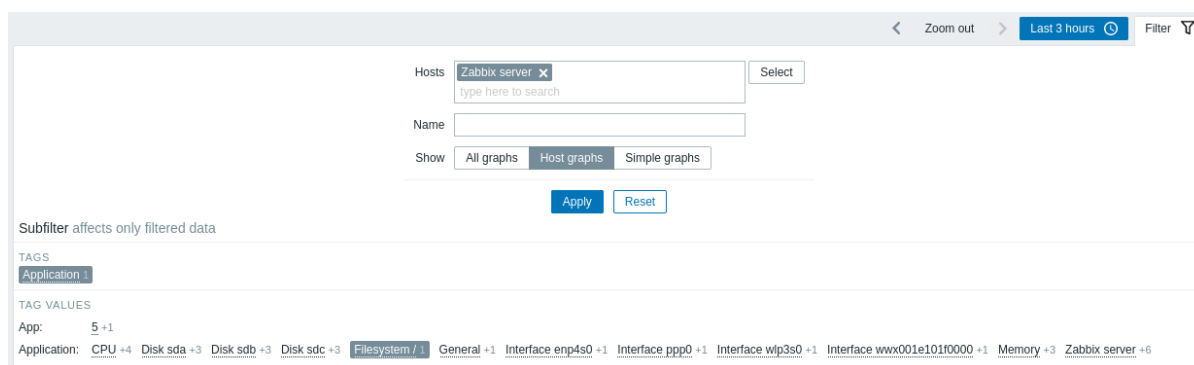 Zoom out Last 3 hours Filter
Hosts Zabbix server Select
type here to search
Name
Show All graphs Host graphs Simple graphs
Apply Reset
Subfilter affects only filtered data
TAGS
Application 1
TAG VALUES
App: 5 +1
Application: CPU +4 Disk sda +3 Disk sdb +3 Disk sdc +3 Filesystem / 1 General +1 Interface enp4s0 +1 Interface ppp0 +1 Interface wlp3s0 +1 Interface wwx001e101f0000 +1 Memory +3 Zabbix server +6